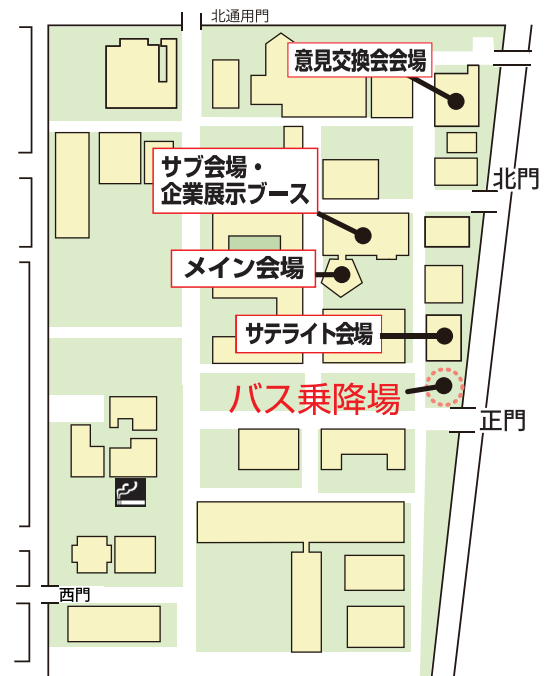 北通用門
意見交換会会場
サブ会場・
企業展示ブース
北門
メイン会場
サテライト会場
バス乗降場
正門
西門